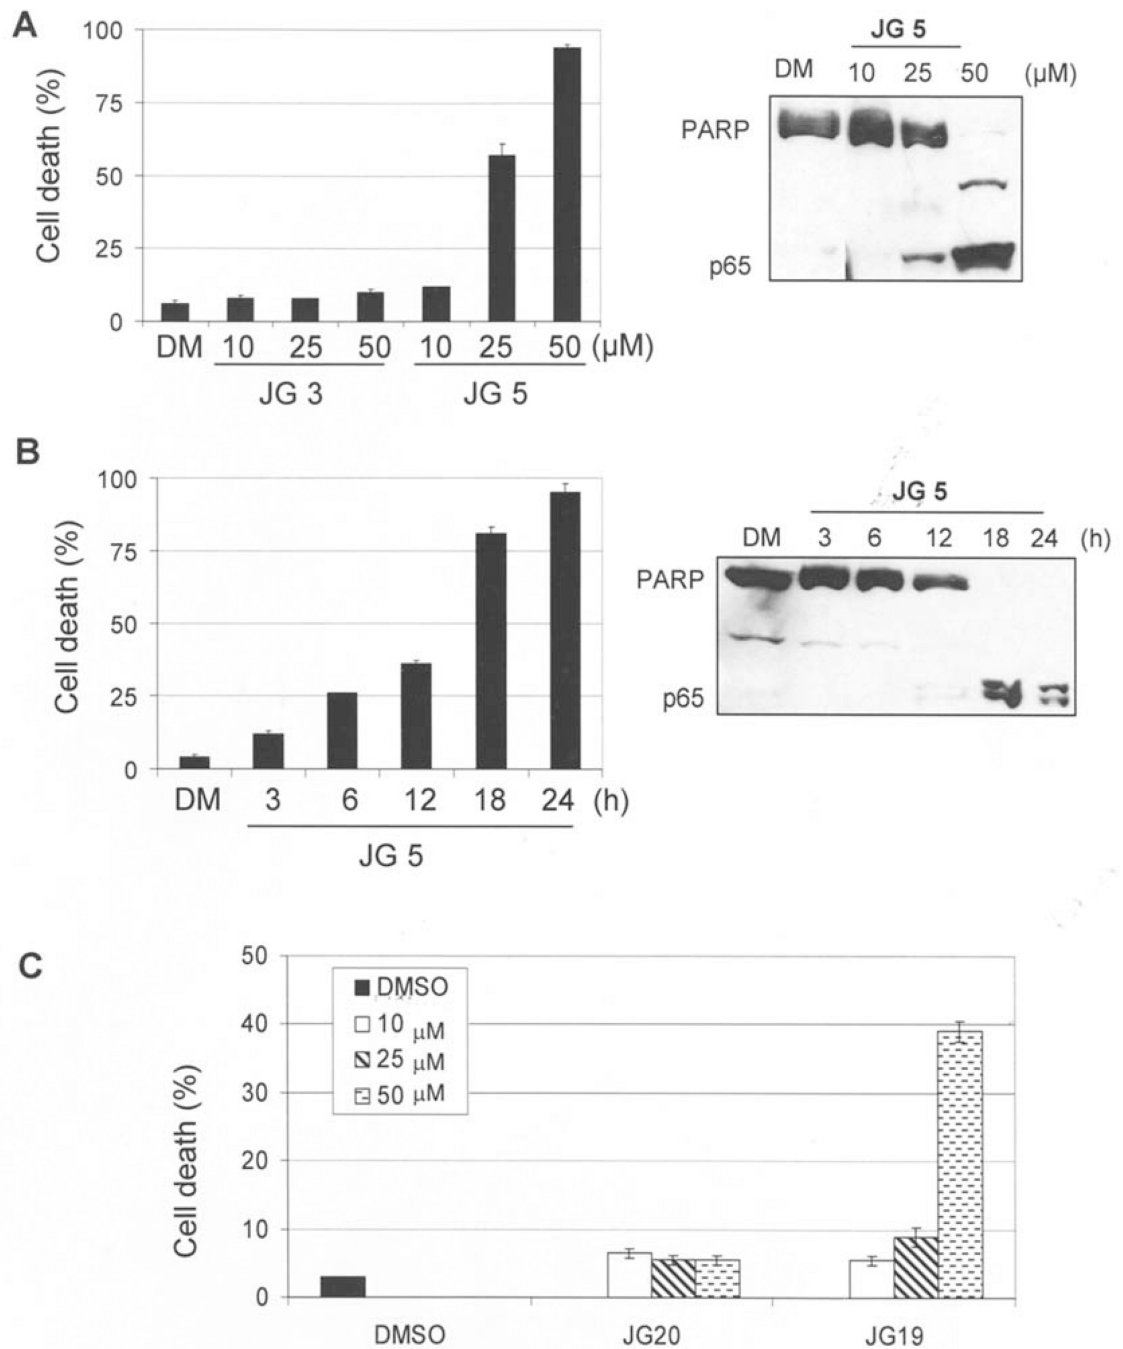 A
100
75
50
25
0
Cell death (%)
DM 10 25 50 10 25 50 (µM)
JG 3 JG 5
JG 5
DM 10 25 50 (µM)
PARP
p65
B
100
75
50
25
0
Cell death (%)
DM 3 6 12 18 24 (h)
JG 5
JG 5
DM 3 6 12 18 24 (h)
PARP
p65
C
50
40
30
20
10
0
Cell death (%)
DMSO
10 µM
25 µM
50 µM
DMSO JG20 JG19